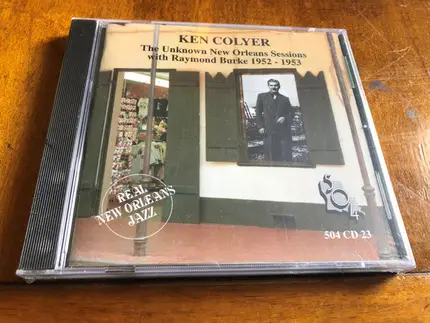 KEN COLYER
The Unknown New Orleans Sessions
with Raymond Burke 1952 - 1953
REAL
NEW ORLEANS
JAZZ
504
504 CD 23